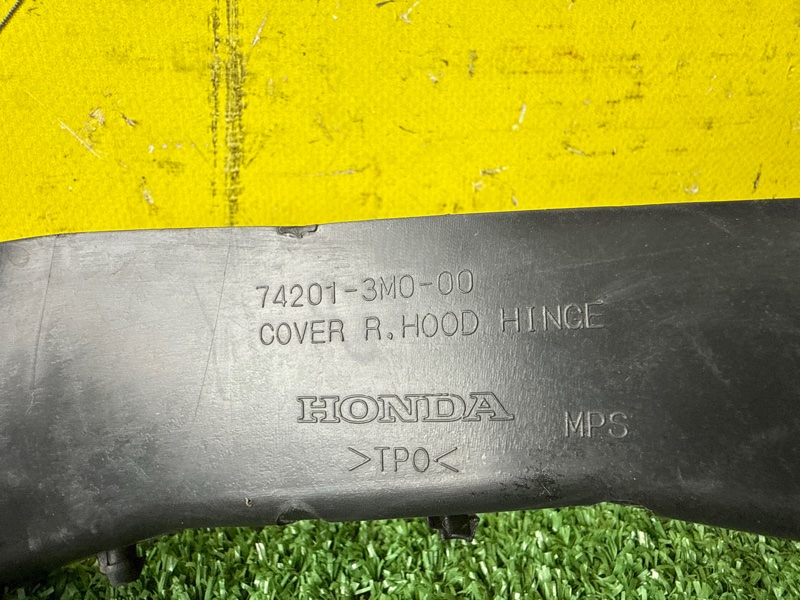 74201-3M0-00
COVER R.HOOD HINGE
HONDA
MPS
>TPO<